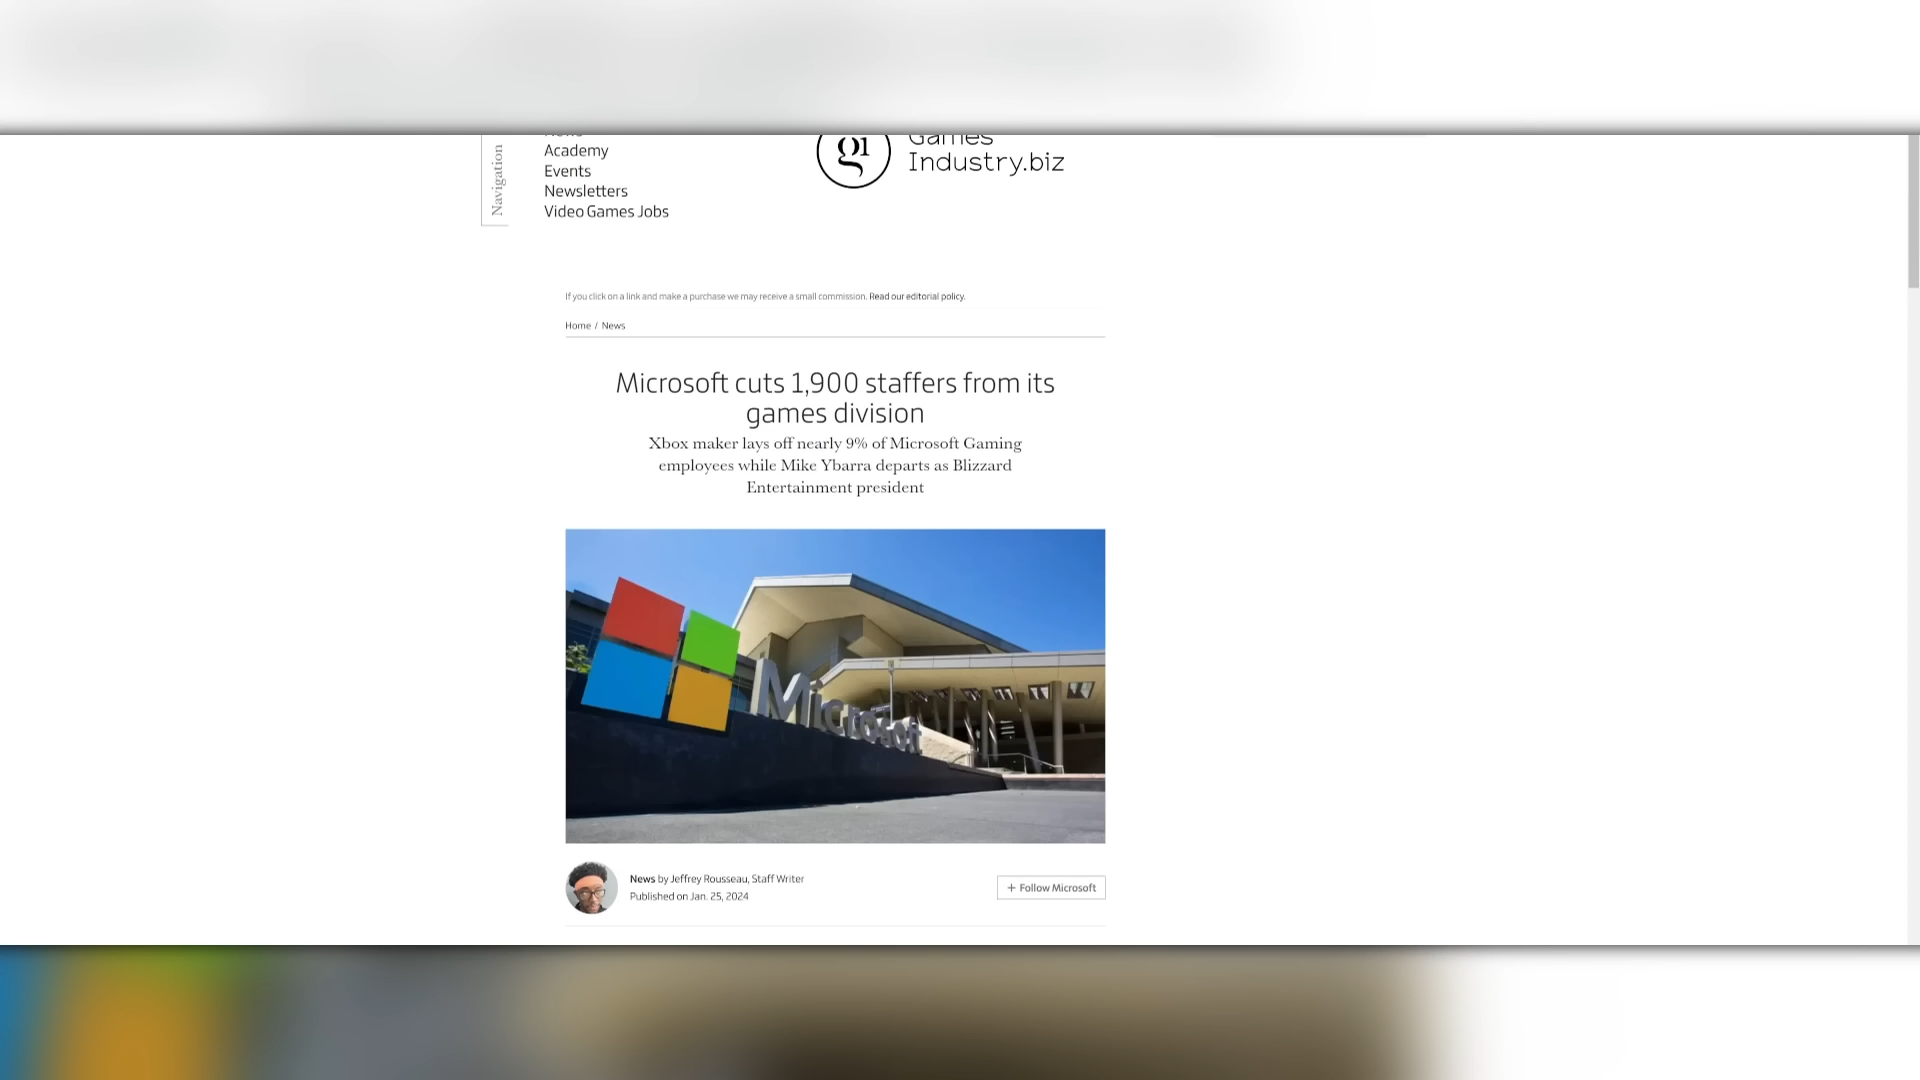 Navigation
Academy
Events
Newsletters
Video Games Jobs
gi
Games
Industry.biz
If you click on a link and make a purchase we may receive a small commission. Read our editorial policy.
Home / News
Microsoft cuts 1,900 staffers from its
games division
Xbox maker lays off nearly 9% of Microsoft Gaming
employees while Mike Ybarra departs as Blizzard
Entertainment president
Microsoft
News by Jeffrey Rousseau, Staff Writer
Published on Jan. 25, 2024
+ Follow Microsoft